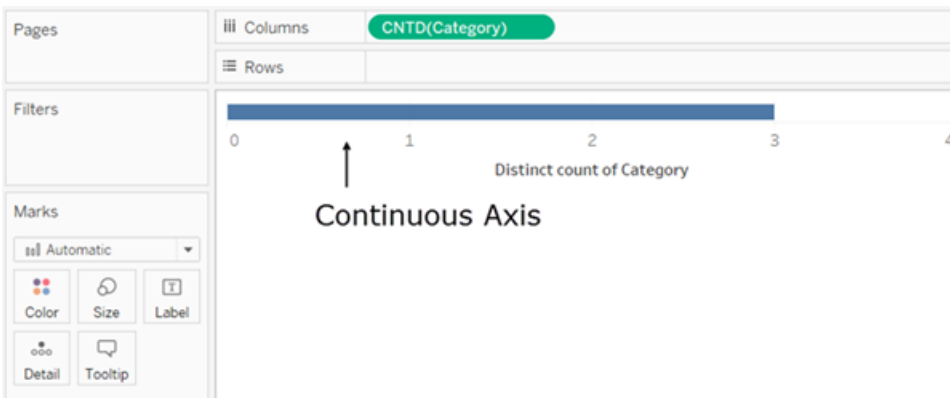 Pages
iii Columns CNTD(Category)
Rows
Filters
0 1 2 3 4
Distinct count of Category
Continuous Axis
Marks
Automatic
Color Size Label
T
Detail Tooltip